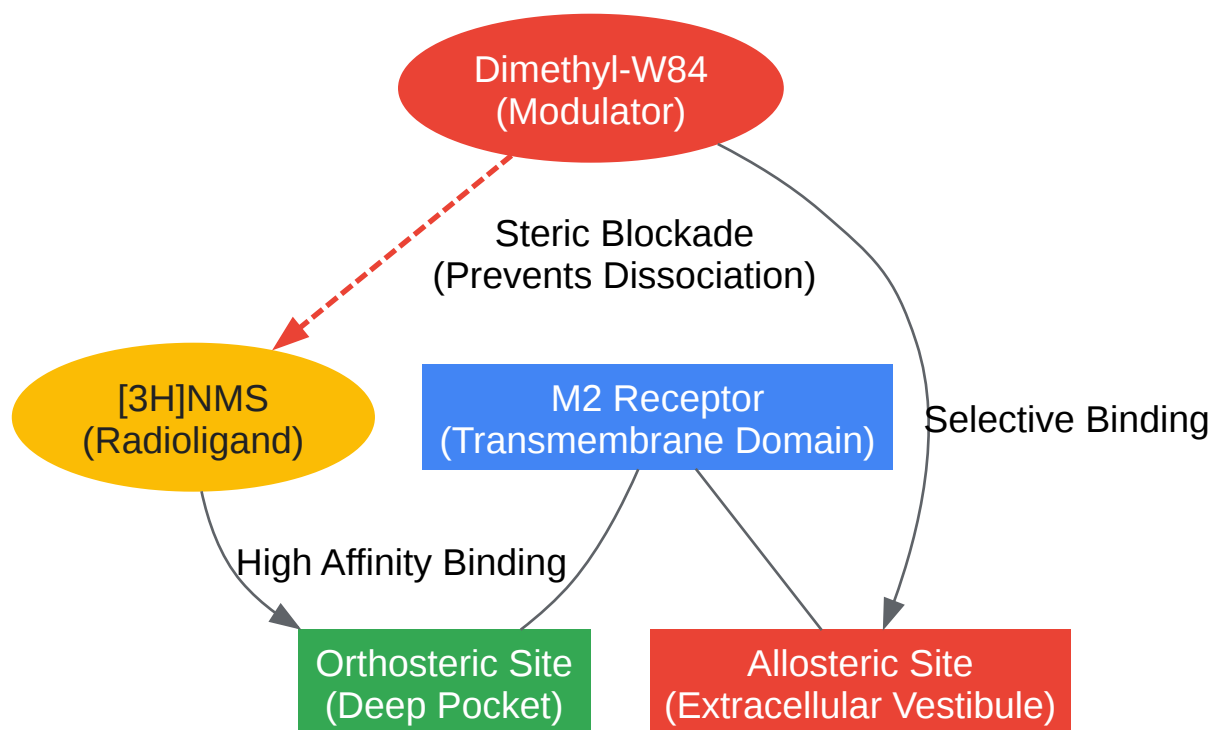 Dimethyl-W84
(Modulator)
Steric Blockade
(Prevents Dissociation)
[3H]NMS
(Radioligand)
M2 Receptor
(Transmembrane Domain)
Selective Binding
High Affinity Binding
Orthosteric Site
(Deep Pocket)
Allosteric Site
(Extracellular Vestibule)